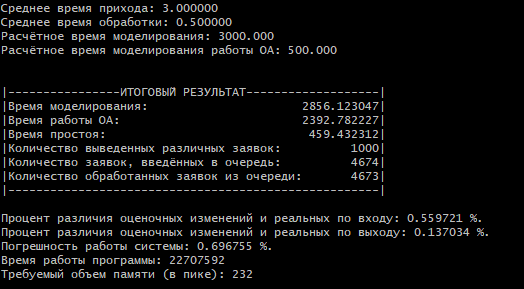 Среднее время прихода: 3.000000
Среднее время обработки: 0.500000
Расчётное время моделирования: 3000.0000
Расчётное время моделирования работы ОА: 500.000
|----------------ИТОГОВЫЙ РЕЗУЛЬТАТ-------------------|
|Время моделирования: 2856.123047|
|Время работы ОА: 2392.782227|
|Время простоя: 459.432312|
|Количество выведенных различных заявок: 1000|
|Количество заявок, введённых в очередь: 4674|
|Количество обработанных заявок из очереди: 4673|
|-----------------------------------------------------|
Процент различия оценочных изменений и реальных по входу: 0.559721 %.
Процент различия оценочных изменений и реальных по выходу: 0.137034 %.
Погрешность работы системы: 0.696755 %.
Время работы программы: 22707592
Требуемый объем памяти (в пике): 232